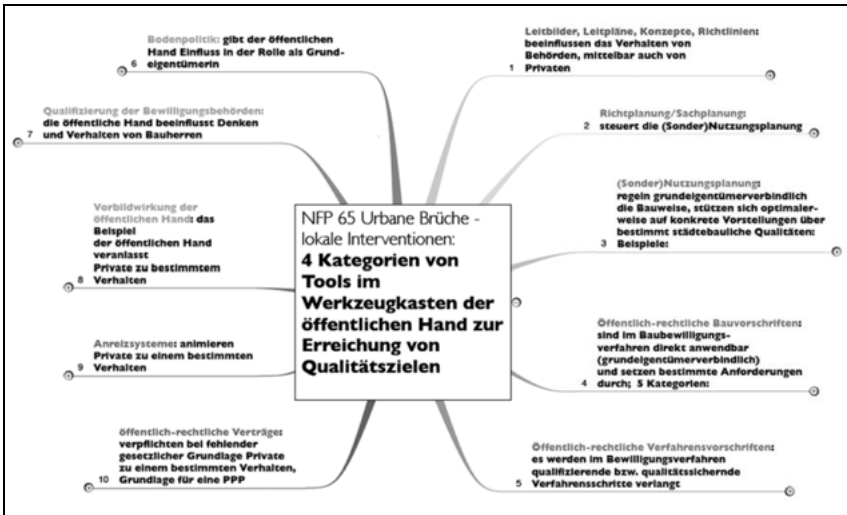 NFP 65 Urbane Brüche -
lokale Interventionen:
4 Kategorien von
Tools im
Werkzeugkasten der
öffentlichen Hand zur
Erreichung von
Qualitätszielen
Leitbilder, Leitpläne, Konzepte, Richtlinien:
beeinflussen das Verhalten von
Behörden, mittelbar auch von
1 Privaten
Richtplanung/Sachplanung:
2 steuert die (Sonder)Nutzungsplanung
(Sonder)Nutzungsplanung:
regeln grundeigentümerverbindlich
die Bauweise, stützen sich optimaler-
weise auf konkrete Vorstellungen über
bestimmt städtebauliche Qualitäten:
3 Beispiele:
Öffentlich-rechtliche Bauvorschriften:
sind im Baubewilligungs-
verfahren direkt anwendbar
(grundeigentümerverbindlich)
und setzen bestimmte Anforderungen
4 durch; 5 Kategorien:
Öffentlich-rechtliche Verfahrensvorschriften:
es werden im Bewilligungsverfahren
qualifizierende bzw. qualitätssichernde
5 Verfahrensschritte verlangt
Bodenpolitik: gibt der öffentlichen
Hand Einfluss in der Rolle als Grund-
6 eigentümerin
Qualifizierung der Bewilligungsbehörden:
die öffentliche Hand beeinflusst Denken
7 und Verhalten von Bauherren
Vorbildwirkung der
öffentlichen Hand: das
Beispiel
der öffentlichen Hand
veranlasst
Private zu bestimmtem
8 Verhalten
Anreizsysteme: animieren
Private zu einem bestimmten
9 Verhalten
öffentlich-rechtliche Verträge:
verpflichten bei fehlender
gesetzlicher Grundlage Private
zu einem bestimmten Verhalten,
10 Grundlage für eine PPP